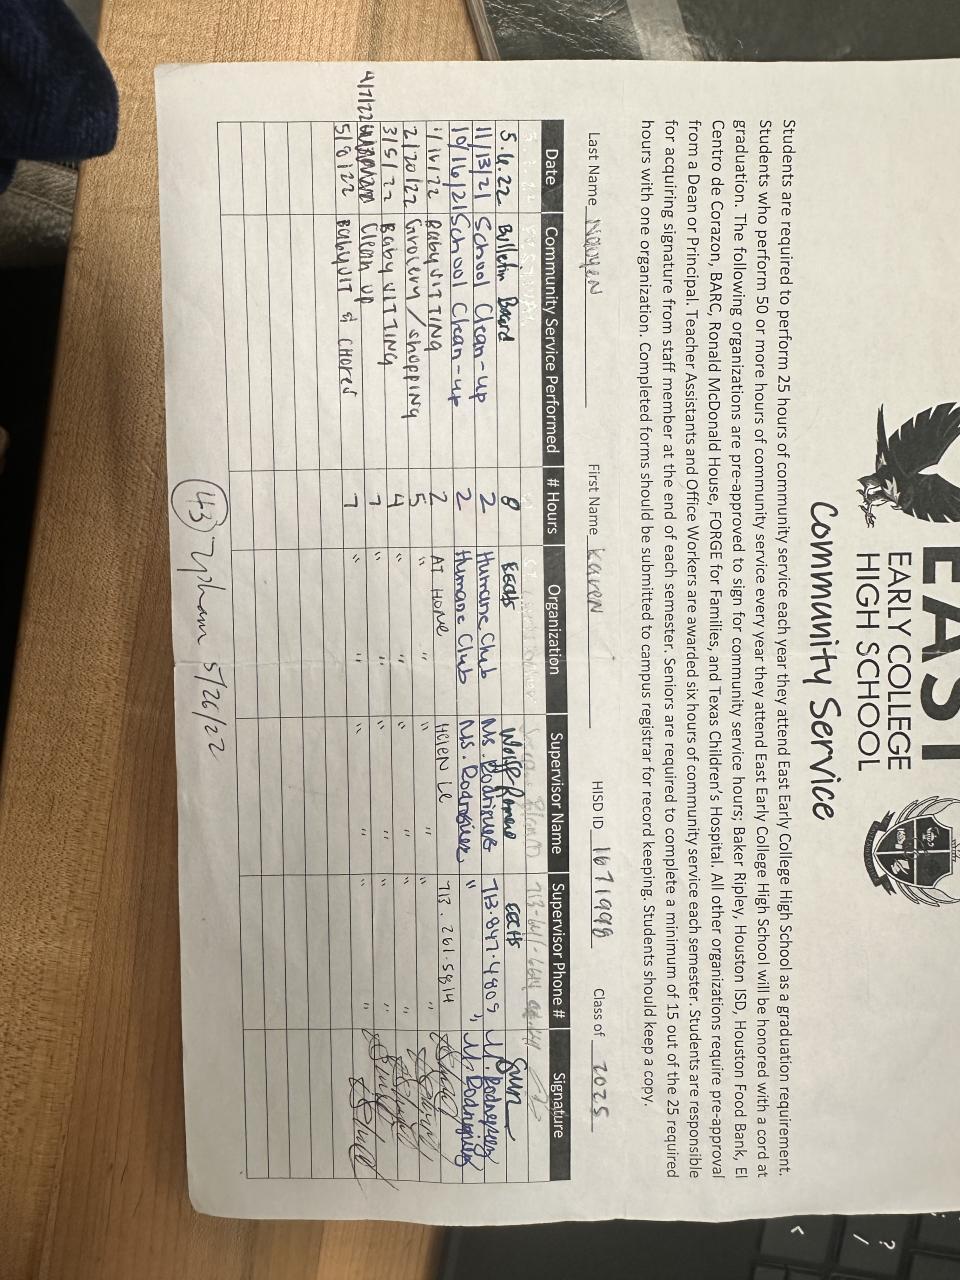 EAST
EARLY COLLEGE
HIGH SCHOOL
Community Service
Students are required to perform 25 hours of community service each year they attend East Early College High School as a graduation requirement.
Students who perform 50 or more hours of community service every year they attend East Early College High School will be honored with a cord at
graduation. The following organizations are pre-approved to sign for community service hours; Baker Ripley, Houston ISD, Houston Food Bank, El
Centro de Corazon, BARC, Ronald McDonald House, FORGE for Families, and Texas Children's Hospital. All other organizations require pre-approval
from a Dean or Principal. Teacher Assistants and Office Workers are awarded six hours of community service each semester. Students are responsible
for acquiring signature from staff member at the end of each semester. Seniors are required to complete a minimum of 15 out of the 25 required
hours with one organization. Completed forms should be submitted to campus registrar for record keeping. Students should keep a copy.
Last Name Nguyen First Name Karen HISD ID 1671998 Class of 2025
Date Community Service Performed # Hours Organization Supervisor Name Supervisor Phone # Signature
5.6.22 Bulletin Board 8 EECHS EECHS
11/13/21 School Clean-up 2 Humane Club Ms. Rodriguez 713.847.4809 M. Rodriguez
10/16/21 School Clean-up 2 Humane Club Ms. Rodriguez " M. Rodriguez
1/16/22 Babysitting 2 AT HOME HELEN LE 713.261.5814
2/20/22 Grocery/shopping 5 " " " " " "
3/5/22 Babysitting 4 " " " " " "
4/7/22 Clean up 7 " " " " " "
5/8/22 Babysit & chores 7 " " " " " "
43 5/26/22